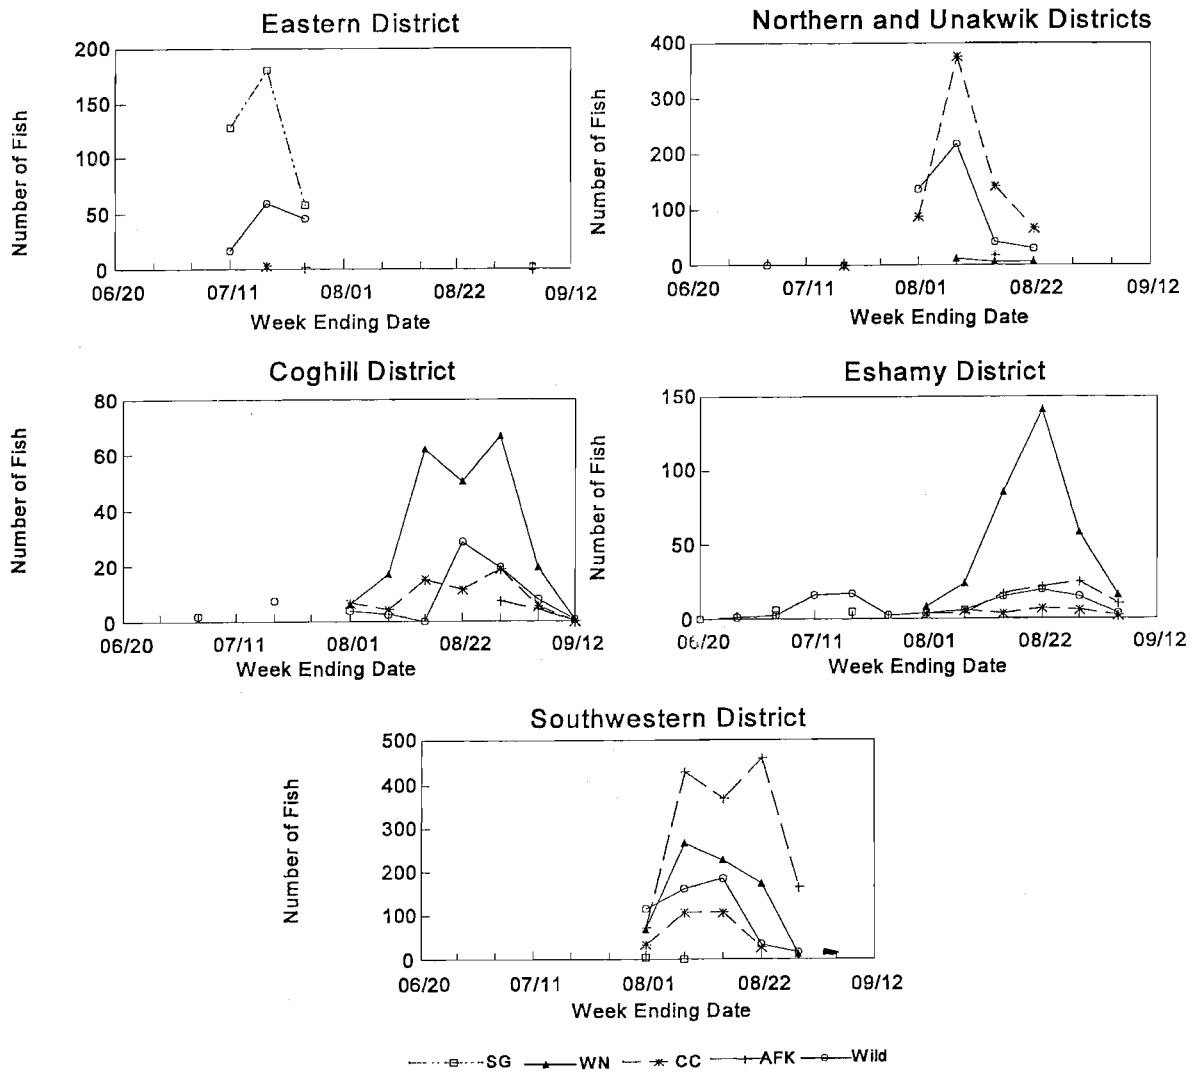 Eastern District
Northern and Unakwik Districts
Number of Fish
200
150
100
50
0
06/20 07/11 08/01 08/22 09/12
Week Ending Date
Number of Fish
400
300
200
100
0
06/20 07/11 08/01 08/22 09/12
Week Ending Date
Coghill District
Eshamy District
Number of Fish
80
60
40
20
0
06/20 07/11 08/01 08/22 09/12
Week Ending Date
Number of Fish
150
100
50
0
06/20 07/11 08/01 08/22 09/12
Week Ending Date
Southwestern District
Number of Fish
500
400
300
200
100
0
06/20 07/11 08/01 08/22 09/12
Week Ending Date
SG WN CC AFK Wild